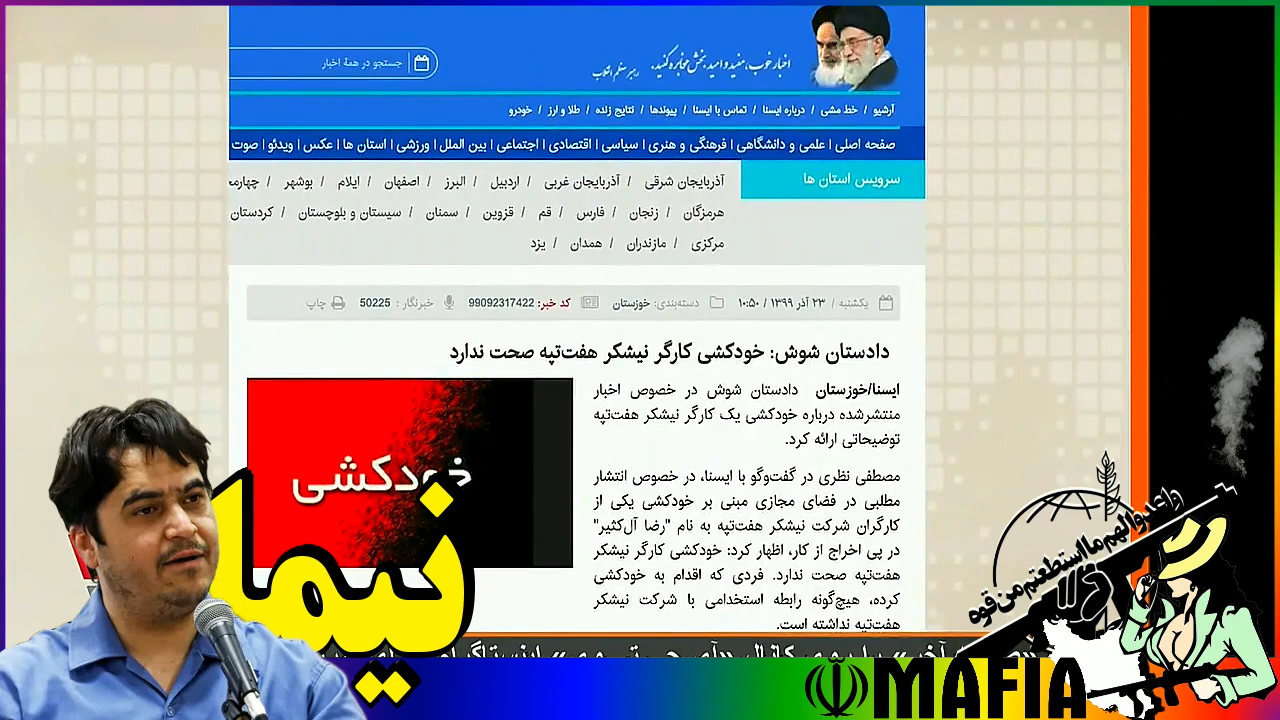 اخبار خوب، مفید و امید بخش مخابره کنید.
رهبر معظم انقلاب
جستجو در همهٔ اخبار
آرشیو / خط مشی / درباره ایسنا / تماس با ایسنا / پیوندها / نتایج زنده / طلا و ارز / خودرو
صفحه اصلی | علمی و دانشگاهی | فرهنگی و هنری | سیاسی | اقتصادی | اجتماعی | بین الملل | ورزشی | استان ها | عکس | ویدئو | صوت
سرویس استان ها
آذربایجان شرقی / آذربایجان غربی / اردبیل / البرز / اصفهان / ایلام / بوشهر /
هرمزگان / زنجان / فارس / قم / قزوین / سمنان / سیستان و بلوچستان / کردستان
مرکزی / مازندران / همدان / یزد
یکشنبه / ۲۳ آذر ۱۳۹۹ / ۱۰:۵۰ دسته‌بندی: خوزستان کد خبر: 99092317422 خبرنگار : 50225 چاپ
دادستان شوش: خودکشی کارگر نیشکر هفت‌تپه صحت ندارد
ایسنا/خوزستان دادستان شوش در خصوص اخبار
منتشرشده درباره خودکشی یک کارگر نیشکر هفت‌تپه
توضیحاتی ارائه کرد.
مصطفی نظری در گفت‌وگو با ایسنا، در خصوص انتشار
مطلبی در فضای مجازی مبنی بر خودکشی یکی از
کارگران شرکت نیشکر هفت‌تپه به نام "رضا آل‌کثیر"
در پی اخراج از کار، اظهار کرد: خودکشی کارگر نیشکر
هفت‌تپه صحت ندارد. فردی که اقدام به خودکشی
کرده، هیچ‌گونه رابطه استخدامی با شرکت نیشکر
هفت‌تپه نداشته است.
خودکشی
نیما
واعدوا لهم ما استطعتم من قوه
MAFIA